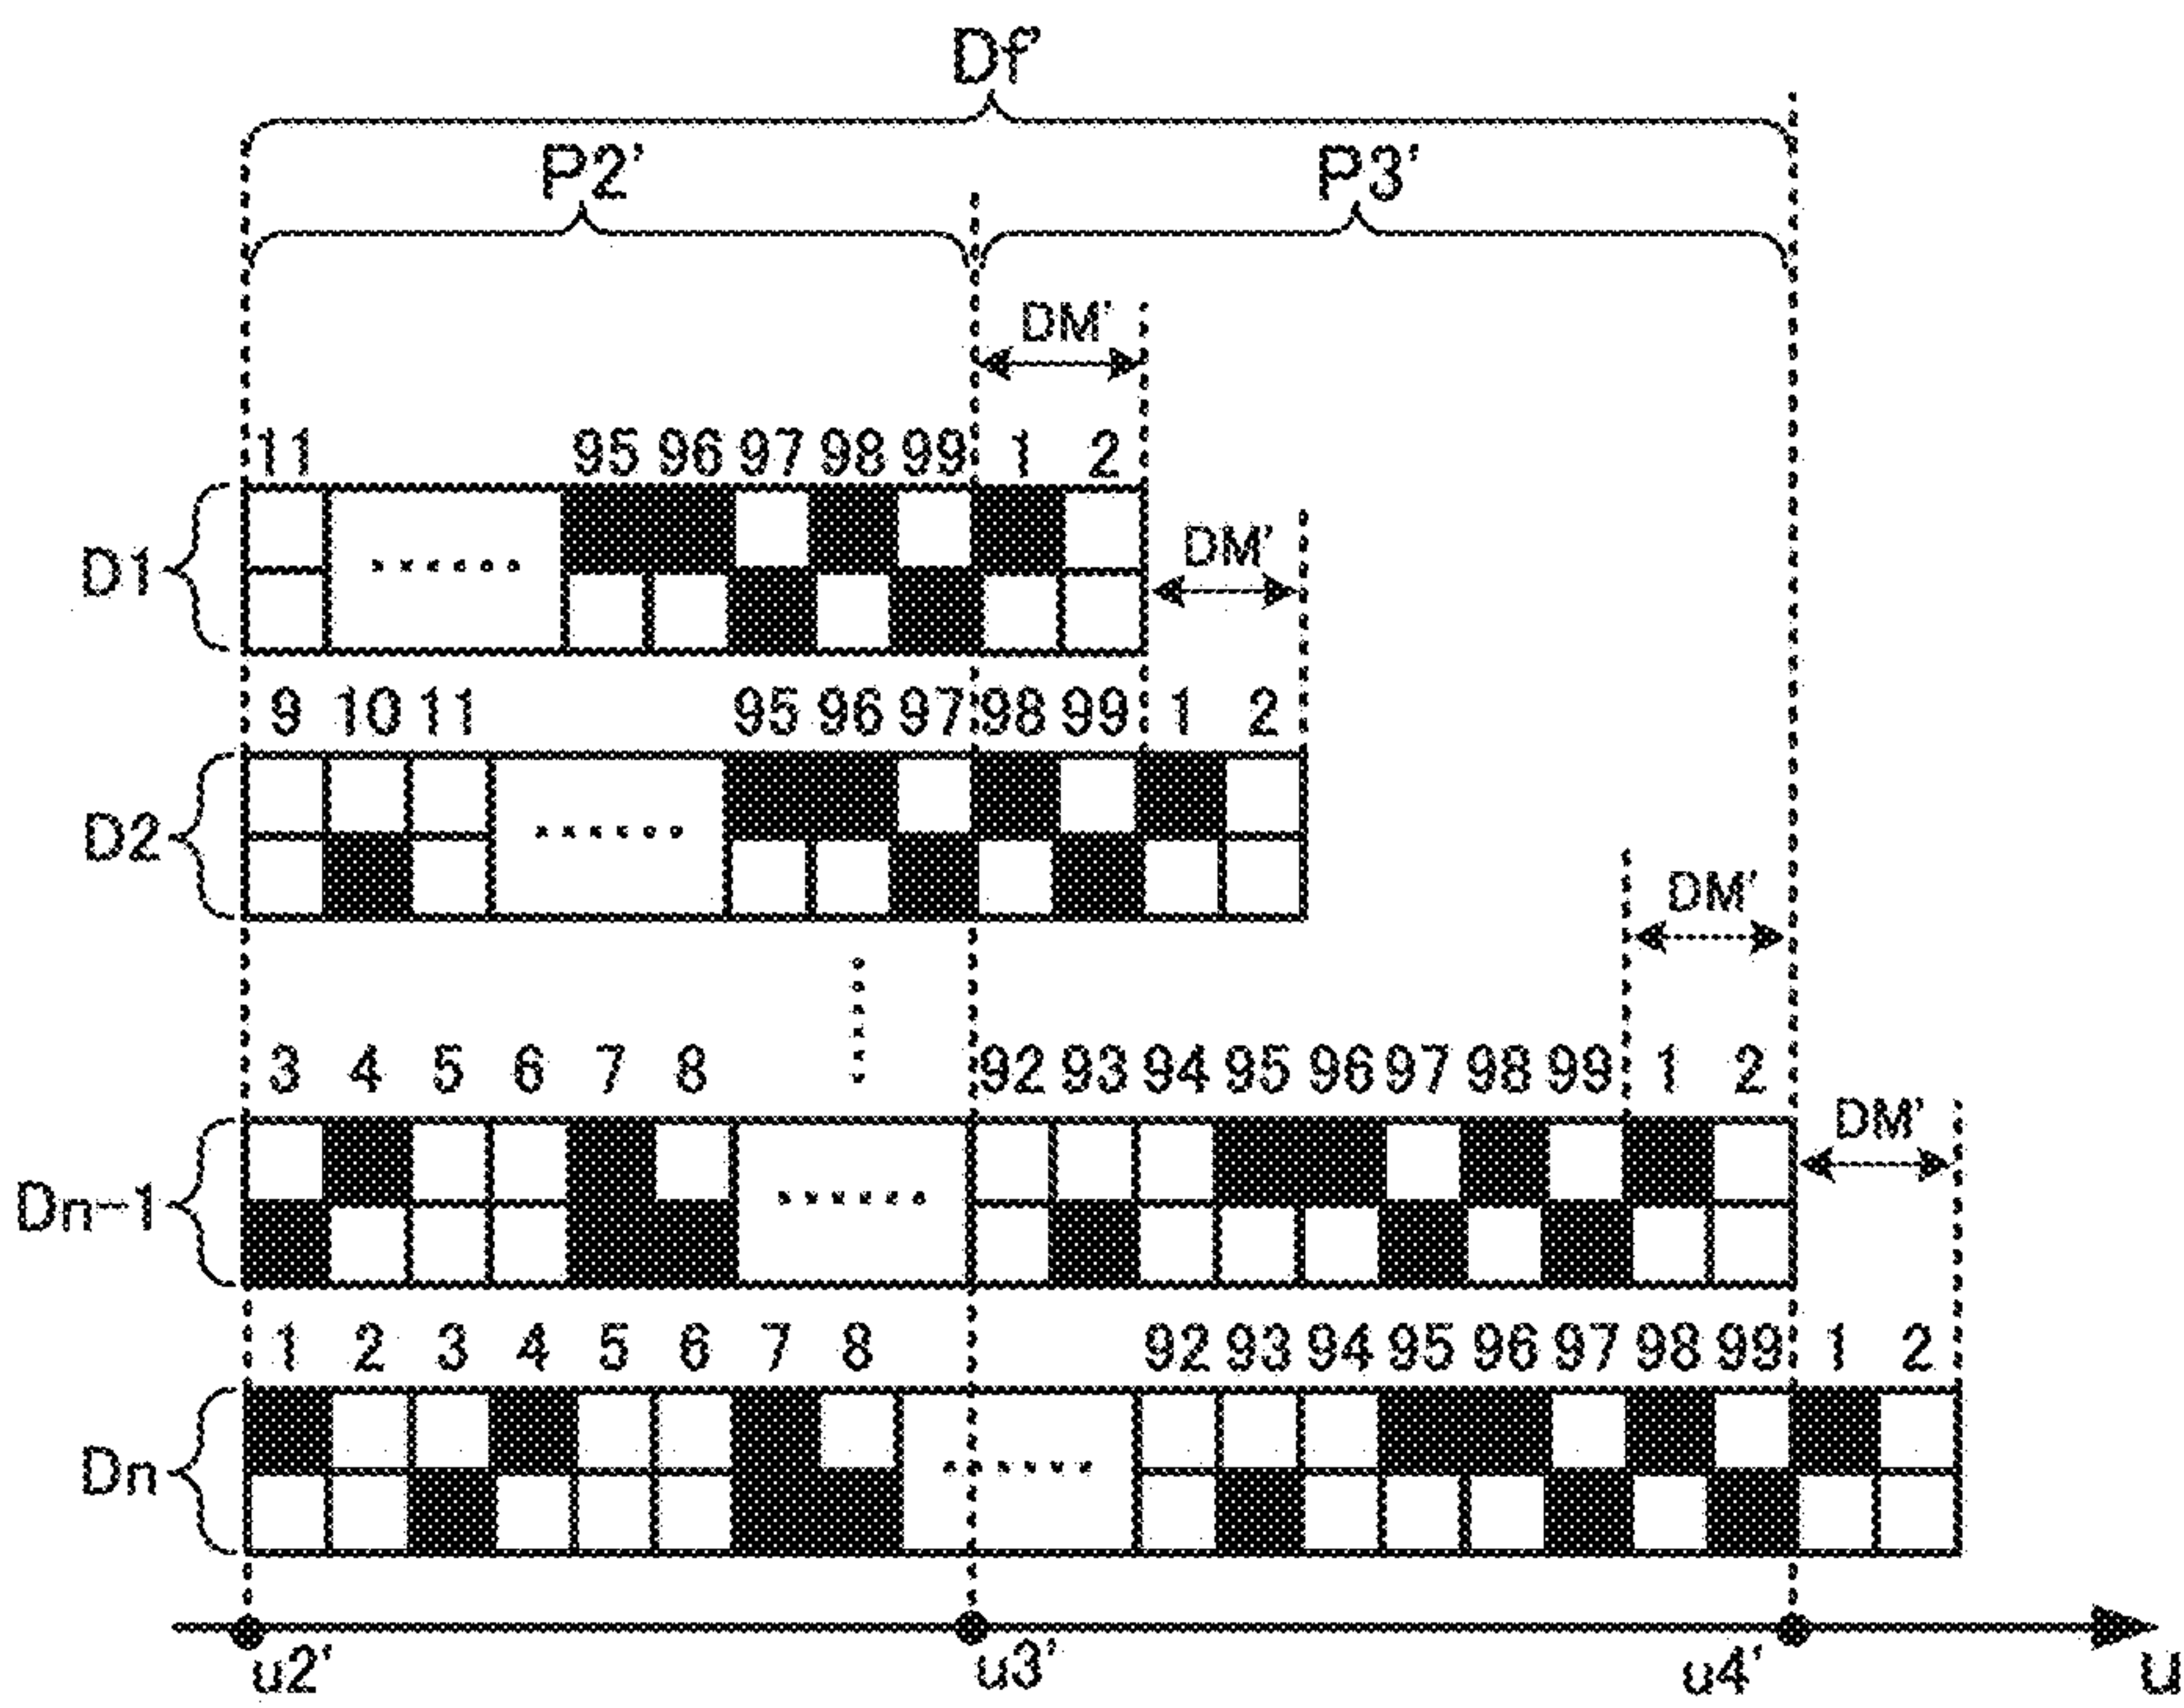 Df'
P2' P3'
DM'
11 95 96 97 98 99 1 2
DM'
D1
9 10 11 95 96 97 98 99 1 2
D2
DM'
3 4 5 6 7 8 92 93 94 95 96 97 98 99 1 2
DM'
Dn-1
1 2 3 4 5 6 7 8 92 93 94 95 96 97 98 99 1 2
Dn
u2' u3' u4' u